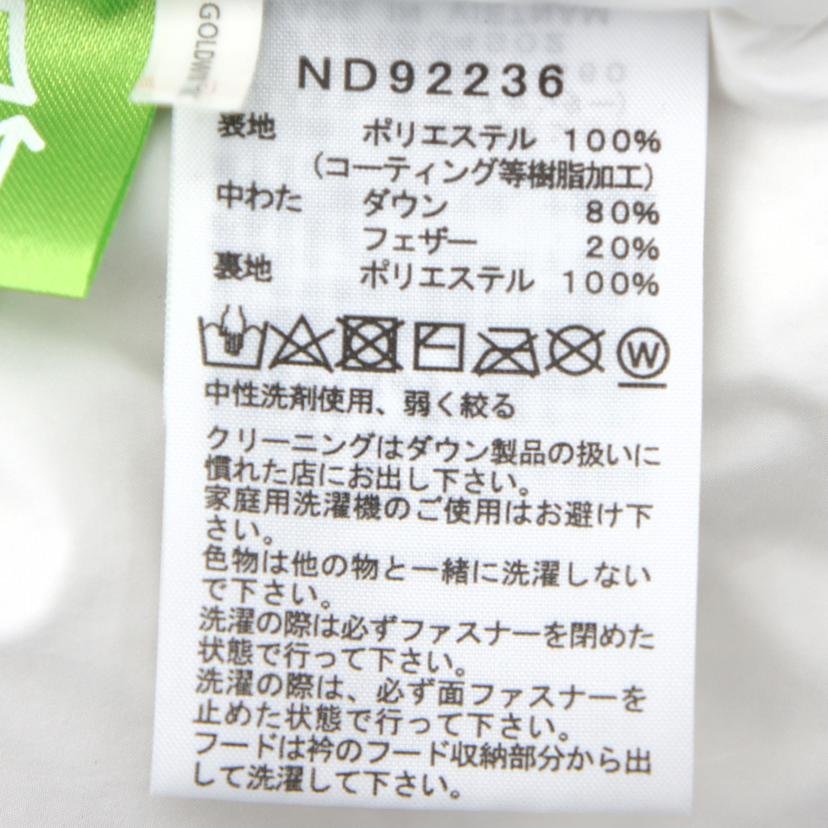 GOLDWI
ND92236
表地 ポリエステル 100%
(コーティング等樹脂加工)
中わた ダウン 80%
フェザー 20%
裏地 ポリエステル 100%
W
中性洗剤使用、弱く絞る
クリーニングはダウン製品の扱いに
慣れた店にお出し下さい。
家庭用洗濯機のご使用はお避け下
さい。
色物は他の物と一緒に洗濯しない
で下さい。
洗濯の際は必ずファスナーを閉めた
状態で行って下さい。
洗濯の際は、必ず面ファスナーを
止めた状態で行って下さい。
フードは衿のフード収納部分から出
して洗濯して下さい。